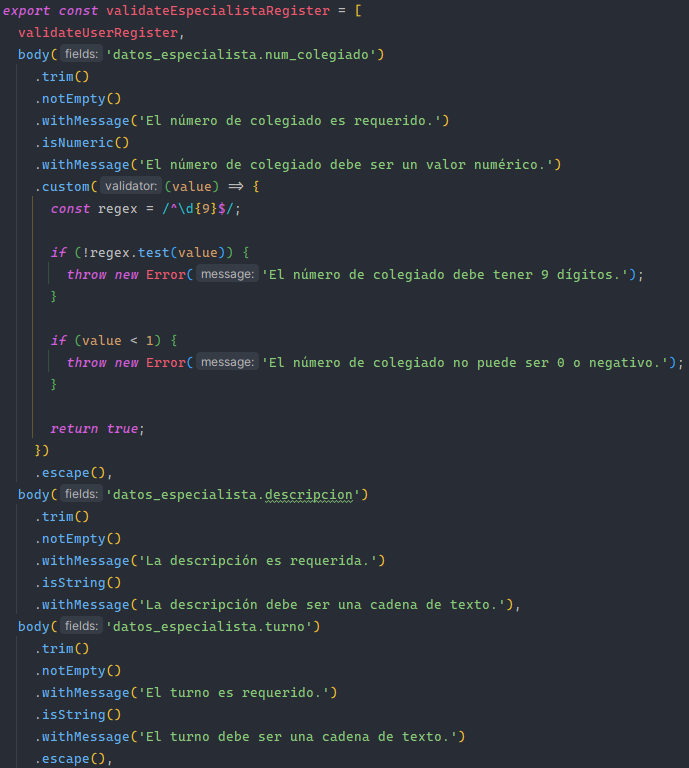 export const validateEspecialistaRegister = [
  validateUserRegister,
  body( fields: 'datos_especialista.num_colegiado')
    .trim()
    .notEmpty()
    .withMessage('El número de colegiado es requerido.')
    .isNumeric()
    .withMessage('El número de colegiado debe ser un valor numérico.')
    .custom( validator: (value) => {
      const regex = /^\d{9}$/;

      if (!regex.test(value)) {
        throw new Error( message: 'El número de colegiado debe tener 9 dígitos.');
      }

      if (value < 1) {
        throw new Error( message: 'El número de colegiado no puede ser 0 o negativo.');
      }

      return true;
    })
    .escape(),
  body( fields: 'datos_especialista.descripcion')
    .trim()
    .notEmpty()
    .withMessage('La descripción es requerida.')
    .isString()
    .withMessage('La descripción debe ser una cadena de texto.'),
  body( fields: 'datos_especialista.turno')
    .trim()
    .notEmpty()
    .withMessage('El turno es requerido.')
    .isString()
    .withMessage('El turno debe ser una cadena de texto.')
    .escape(),